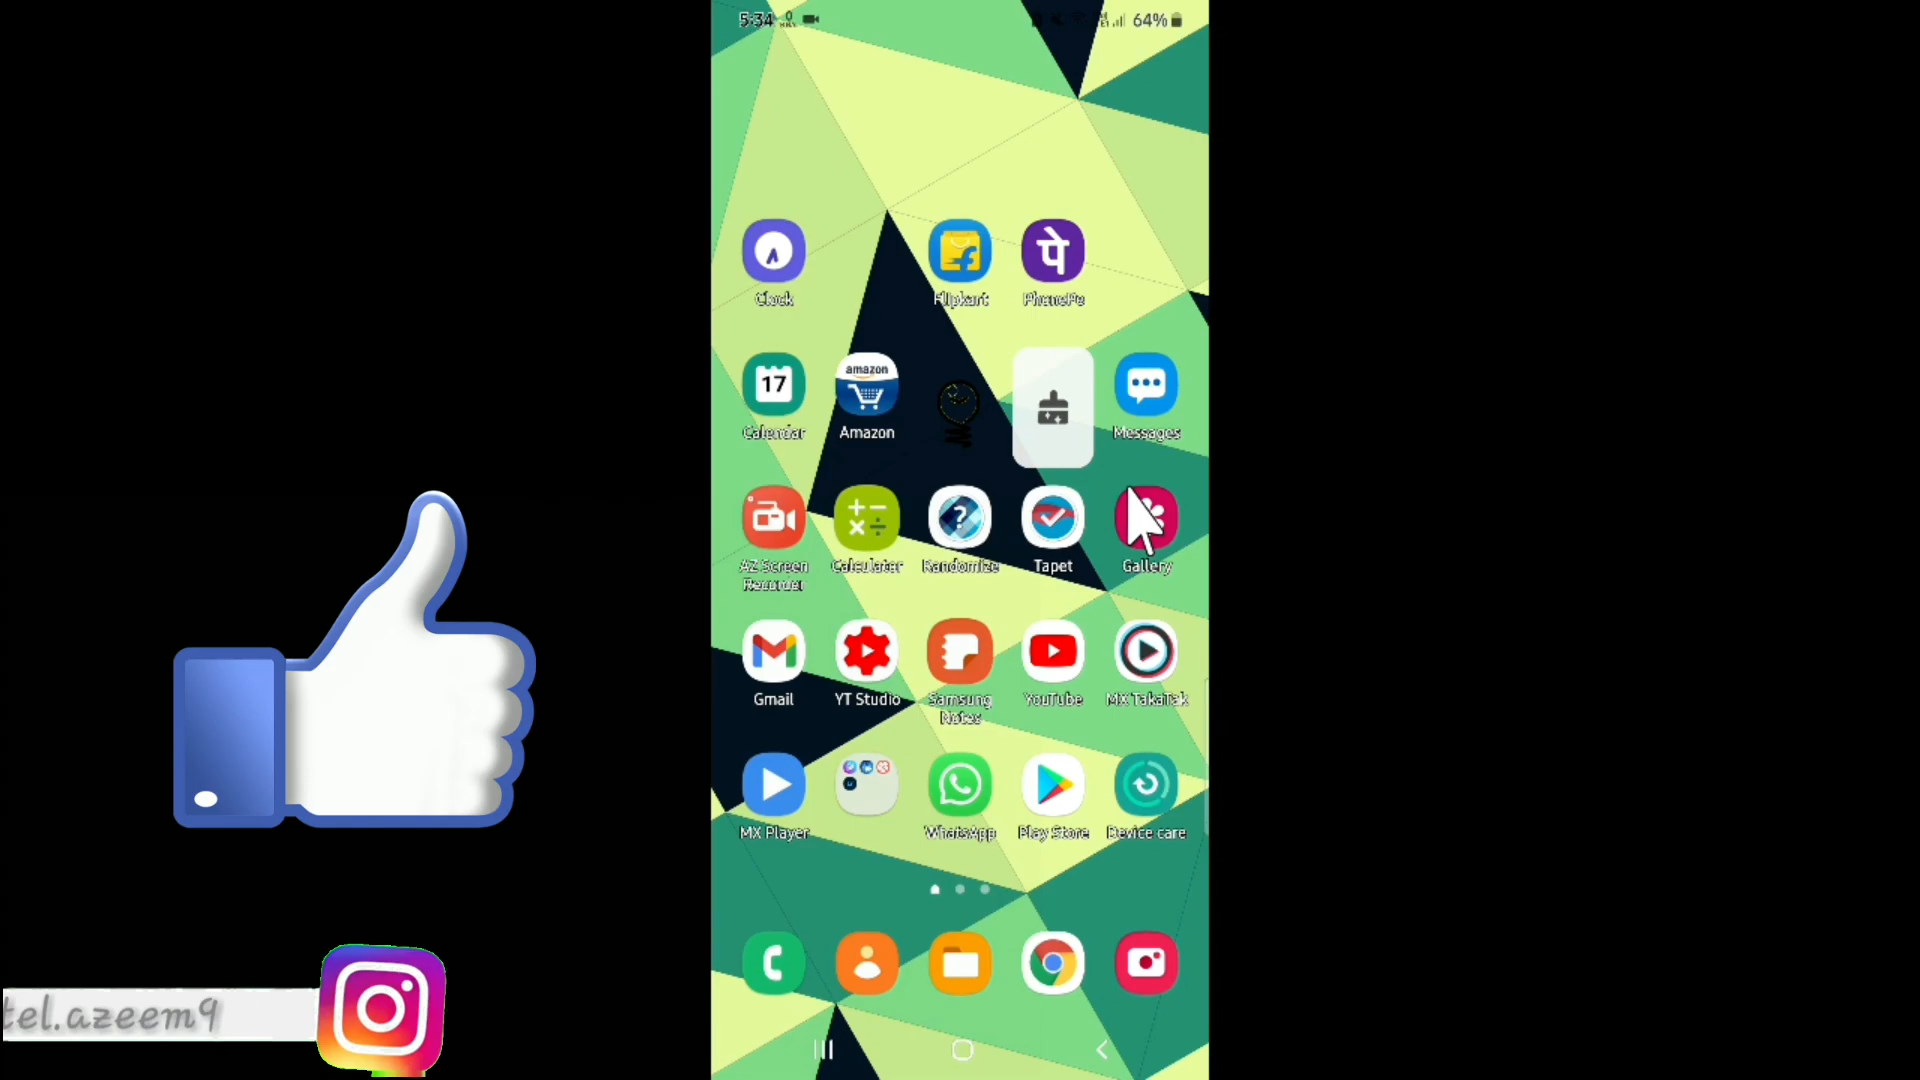 5:34
64%
Clock
Flipkart
पे
PhonePe
17
amazon
Calendar
Amazon
Messages
AZ Screen
Recorder
Calculator
?
Randomize
Tapet
Gallery
Gmail
YT Studio
Samsung
Notes
YouTube
MX TakaTak
MX Player
WhatsApp
Play Store
Device care
tel.azeem9